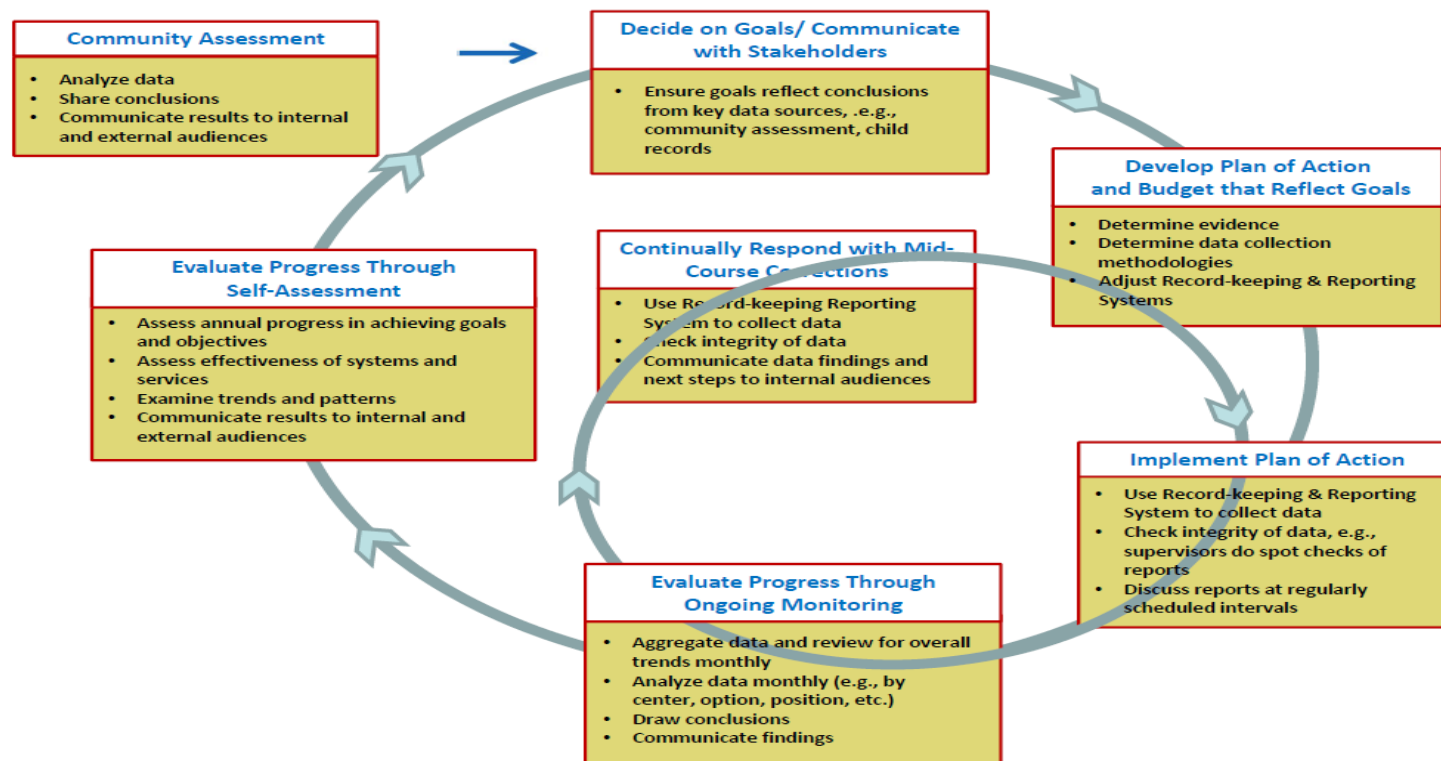 Community Assessment
• Analyze data
• Share conclusions
• Communicate results to internal
and external audiences
Decide on Goals/ Communicate
with Stakeholders
• Ensure goals reflect conclusions
from key data sources, .e.g.,
community assessment, child
records
Develop Plan of Action
and Budget that Reflect Goals
• Determine evidence
• Determine data collection
methodologies
• Adjust Record-keeping & Reporting
Systems
Continually Respond with Mid-
Course Corrections
• Use Record-keeping Reporting
System to collect data
• Check integrity of data
• Communicate data findings and
next steps to internal audiences
Evaluate Progress Through
Self-Assessment
• Assess annual progress in achieving goals
and objectives
• Assess effectiveness of systems and
services
• Examine trends and patterns
• Communicate results to internal and
external audiences
Implement Plan of Action
• Use Record-keeping & Reporting
System to collect data
• Check integrity of data, e.g.,
supervisors do spot checks of
reports
• Discuss reports at regularly
scheduled intervals
Evaluate Progress Through
Ongoing Monitoring
• Aggregate data and review for overall
trends monthly
• Analyze data monthly (e.g., by
center, option, position, etc.)
• Draw conclusions
• Communicate findings